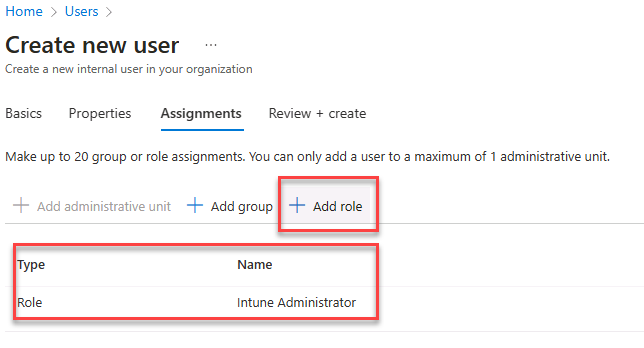 Home > Users >
Create new user ...
Create a new internal user in your organization
Basics Properties Assignments Review + create
Make up to 20 group or role assignments. You can only add a user to a maximum of 1 administrative unit.
+ Add administrative unit + Add group + Add role
Type Name
Role Intune Administrator